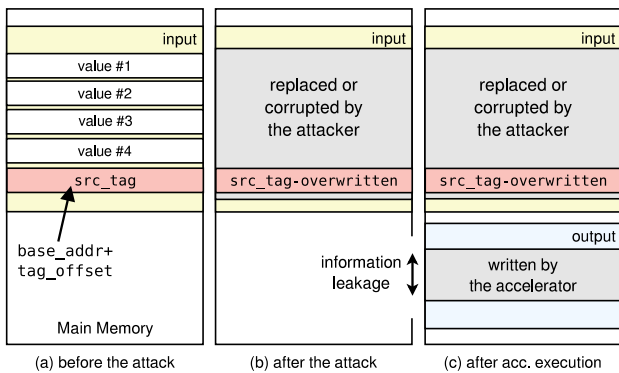 input
value #1
value #2
value #3
value #4
src_tag
base_addr+
tag_offset
Main Memory
(a) before the attack
input
replaced or
corrupted by
the attacker
src_tag-overwritten
information
leakage
(b) after the attack
input
replaced or
corrupted by
the attacker
src_tag-overwritten
output
written by
the accelerator
(c) after acc. execution